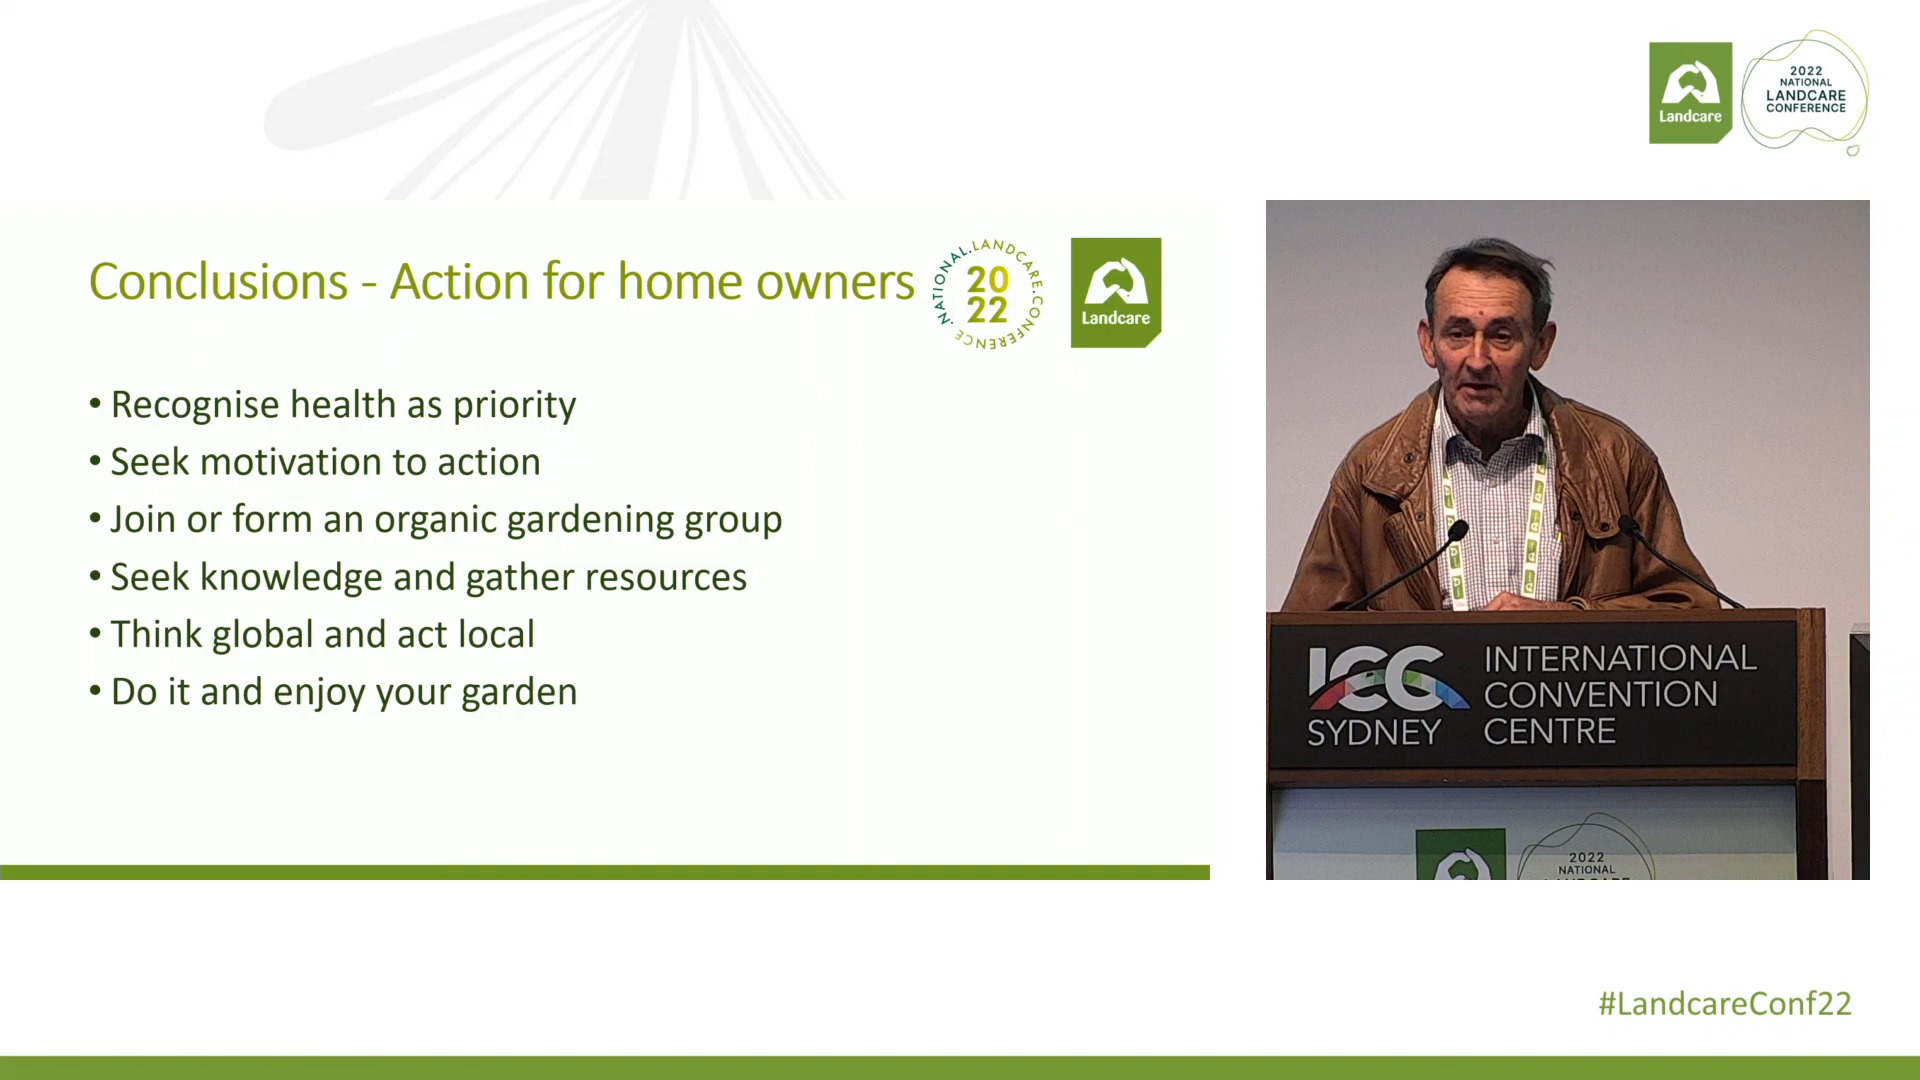 Landcare
2022
NATIONAL
LANDCARE
CONFERENCE
Conclusions - Action for home owners
NATIONAL.LANDCARE.CONFERENCE.
20
22
Landcare
• Recognise health as priority
• Seek motivation to action
• Join or form an organic gardening group
• Seek knowledge and gather resources
• Think global and act local
• Do it and enjoy your garden
ICC
SYDNEY
INTERNATIONAL
CONVENTION
CENTRE
2022
NATIONAL
#LandcareConf22